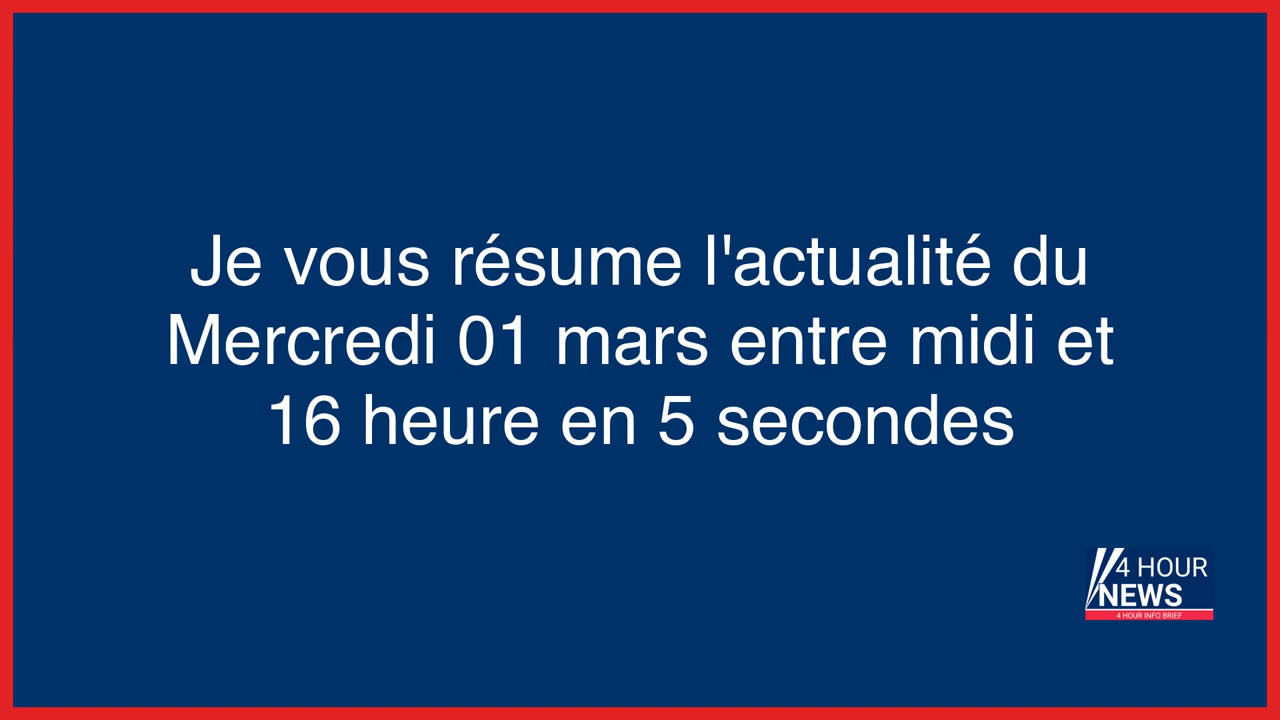 Je vous résume l'actualité du
Mercredi 01 mars entre midi et
16 heure en 5 secondes
4 HOUR
NEWS
4 HOUR INFO BRIEF